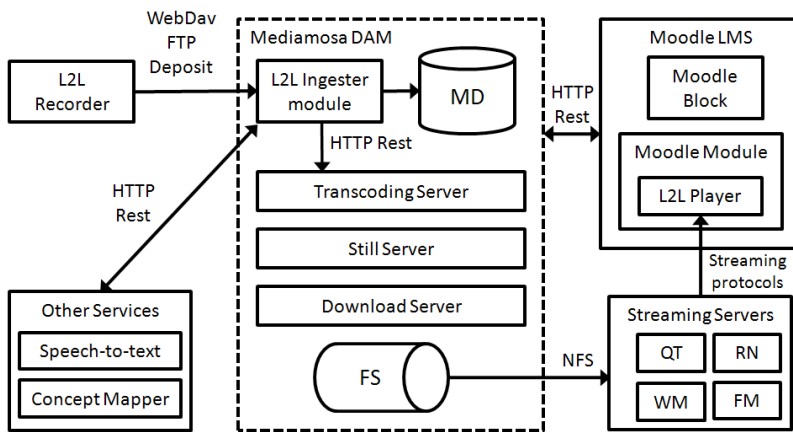 WebDav
FTP
Deposit
L2L
Recorder
Mediamosa DAM
L2L Ingester
module
MD
HTTP Rest
Transcoding Server
Still Server
Download Server
FS
HTTP
Rest
Other Services
Speech-to-text
Concept Mapper
HTTP
Rest
Moodle LMS
Moodle
Block
Moodle Module
L2L Player
Streaming
protocols
NFS
Streaming Servers
QT
RN
WM
FM